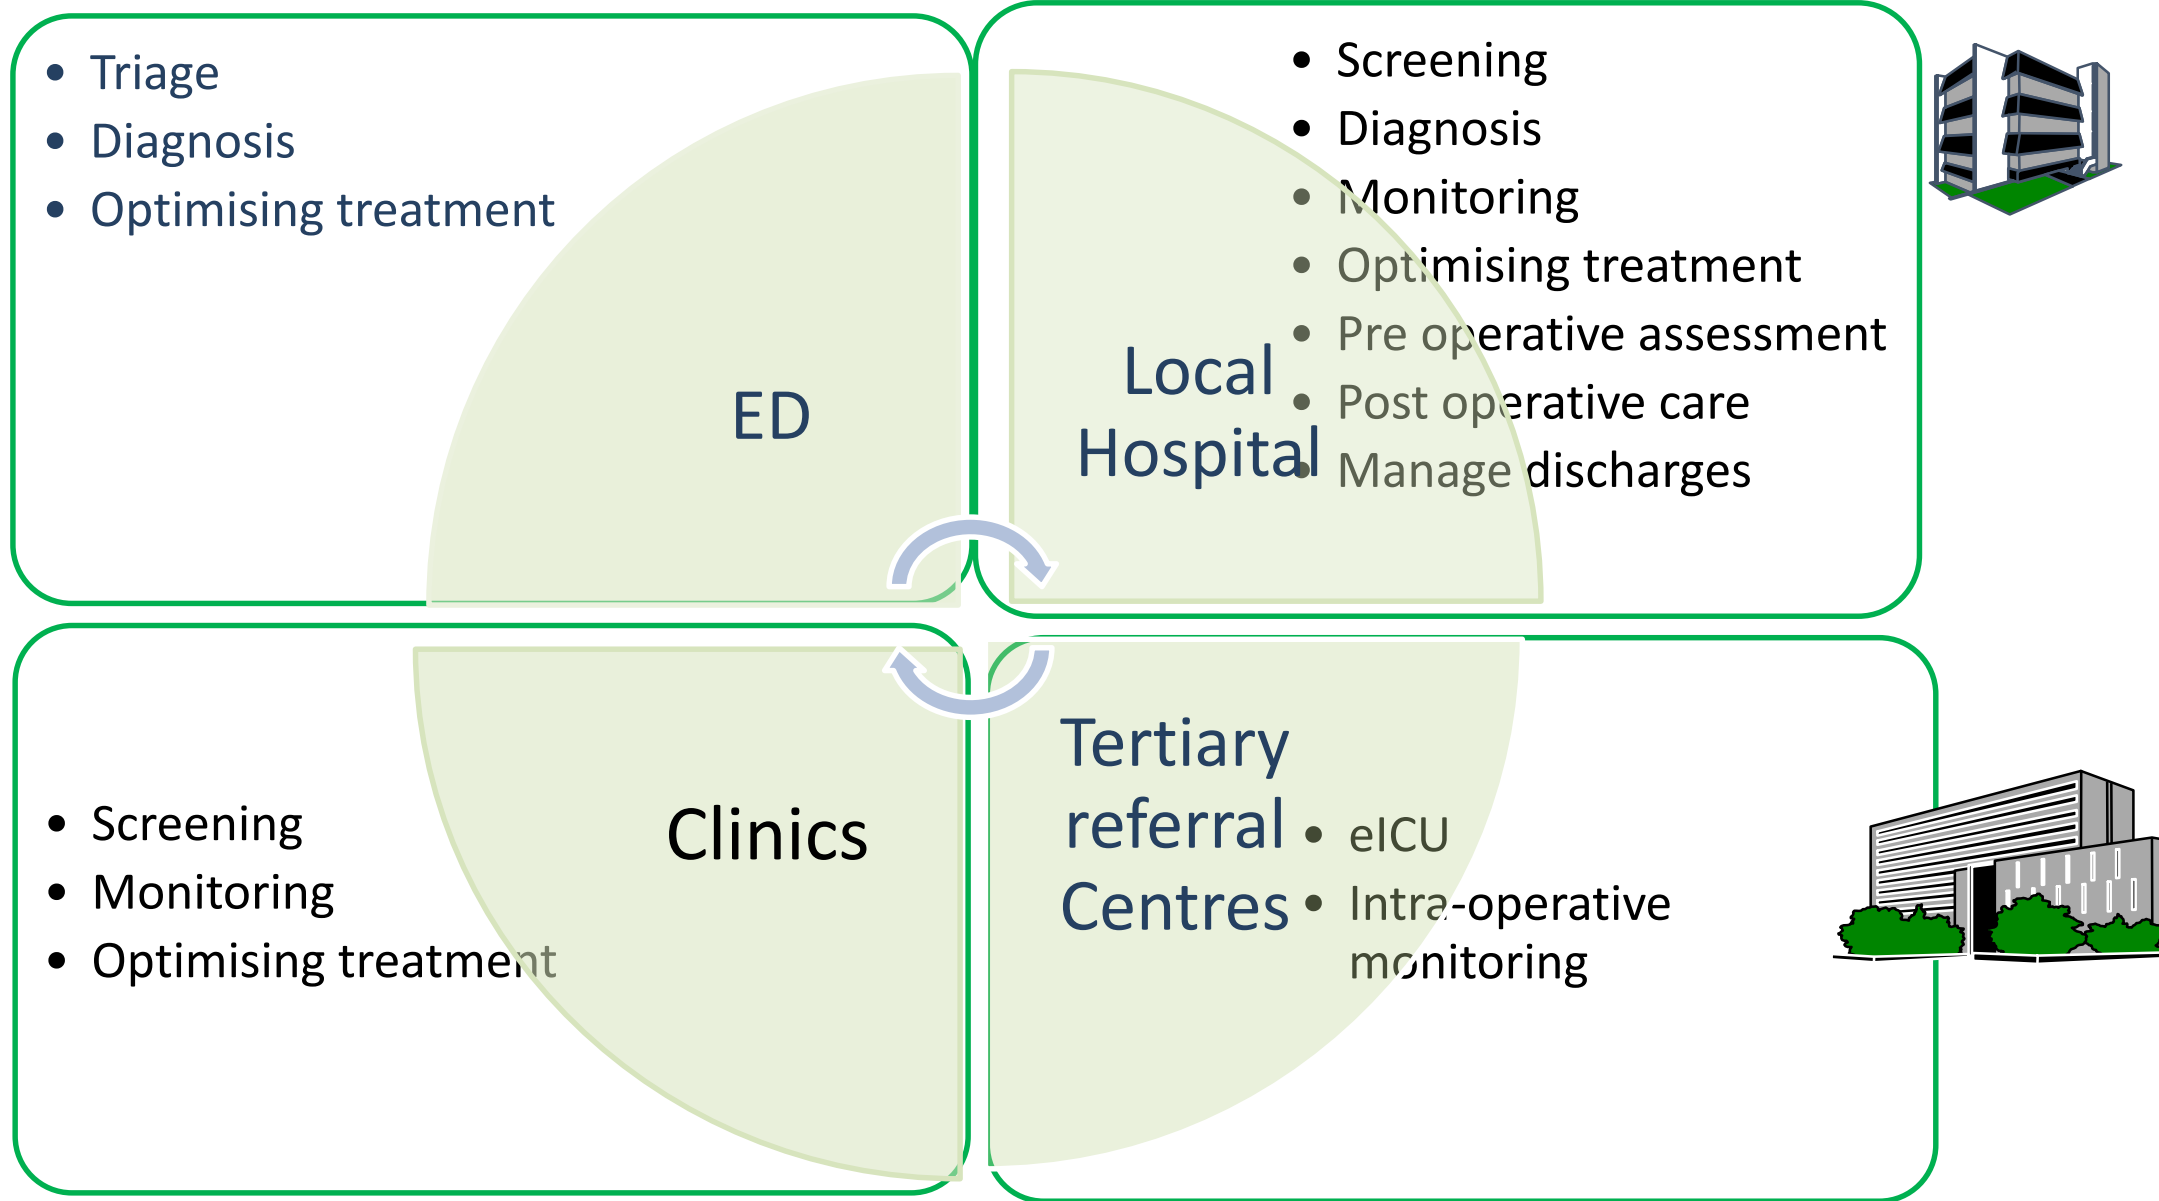 • Triage
• Diagnosis
• Optimising treatment
ED
• Screening
• Diagnosis
• Monitoring
• Optimising treatment
• Pre operative assessment
• Post operative care
• Manage discharges
Local
Hospital
• Screening
• Monitoring
• Optimising treatment
Clinics
Tertiary
referral
Centres
• eICU
• Intra-operative
monitoring